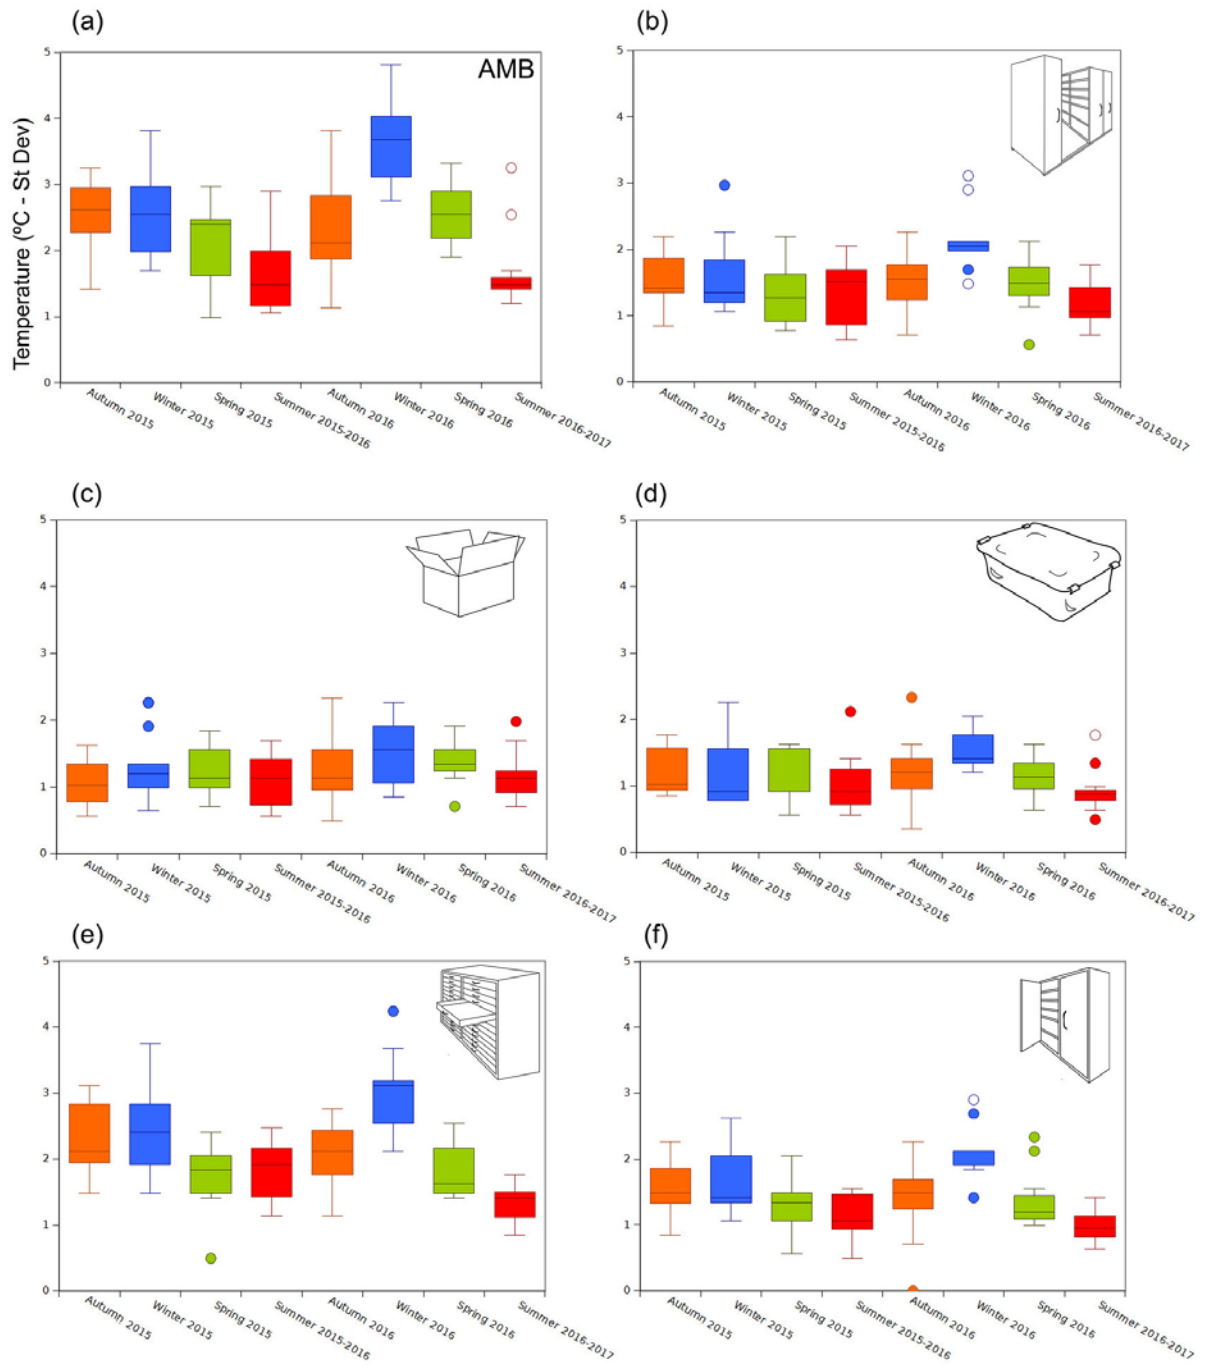 (a)
(b)
AMB
Temperature (ºC - St Dev)
5
4
3
2
1
0
Autumn 2015
Winter 2015
Spring 2015
Summer 2015-2016
Autumn 2016
Winter 2016
Spring 2016
Summer 2016-2017
5
4
3
2
1
0
Autumn 2015
Winter 2015
Spring 2015
Summer 2015-2016
Autumn 2016
Winter 2016
Spring 2016
Summer 2016-2017
(c)
(d)
5
4
3
2
1
0
Autumn 2015
Winter 2015
Spring 2015
Summer 2015-2016
Autumn 2016
Winter 2016
Spring 2016
Summer 2016-2017
5
4
3
2
1
0
Autumn 2015
Winter 2015
Spring 2015
Summer 2015-2016
Autumn 2016
Winter 2016
Spring 2016
Summer 2016-2017
(e)
(f)
5
4
3
2
1
0
Autumn 2015
Winter 2015
Spring 2015
Summer 2015-2016
Autumn 2016
Winter 2016
Spring 2016
Summer 2016-2017
5
4
3
2
1
0
Autumn 2015
Winter 2015
Spring 2015
Summer 2015-2016
Autumn 2016
Winter 2016
Spring 2016
Summer 2016-2017